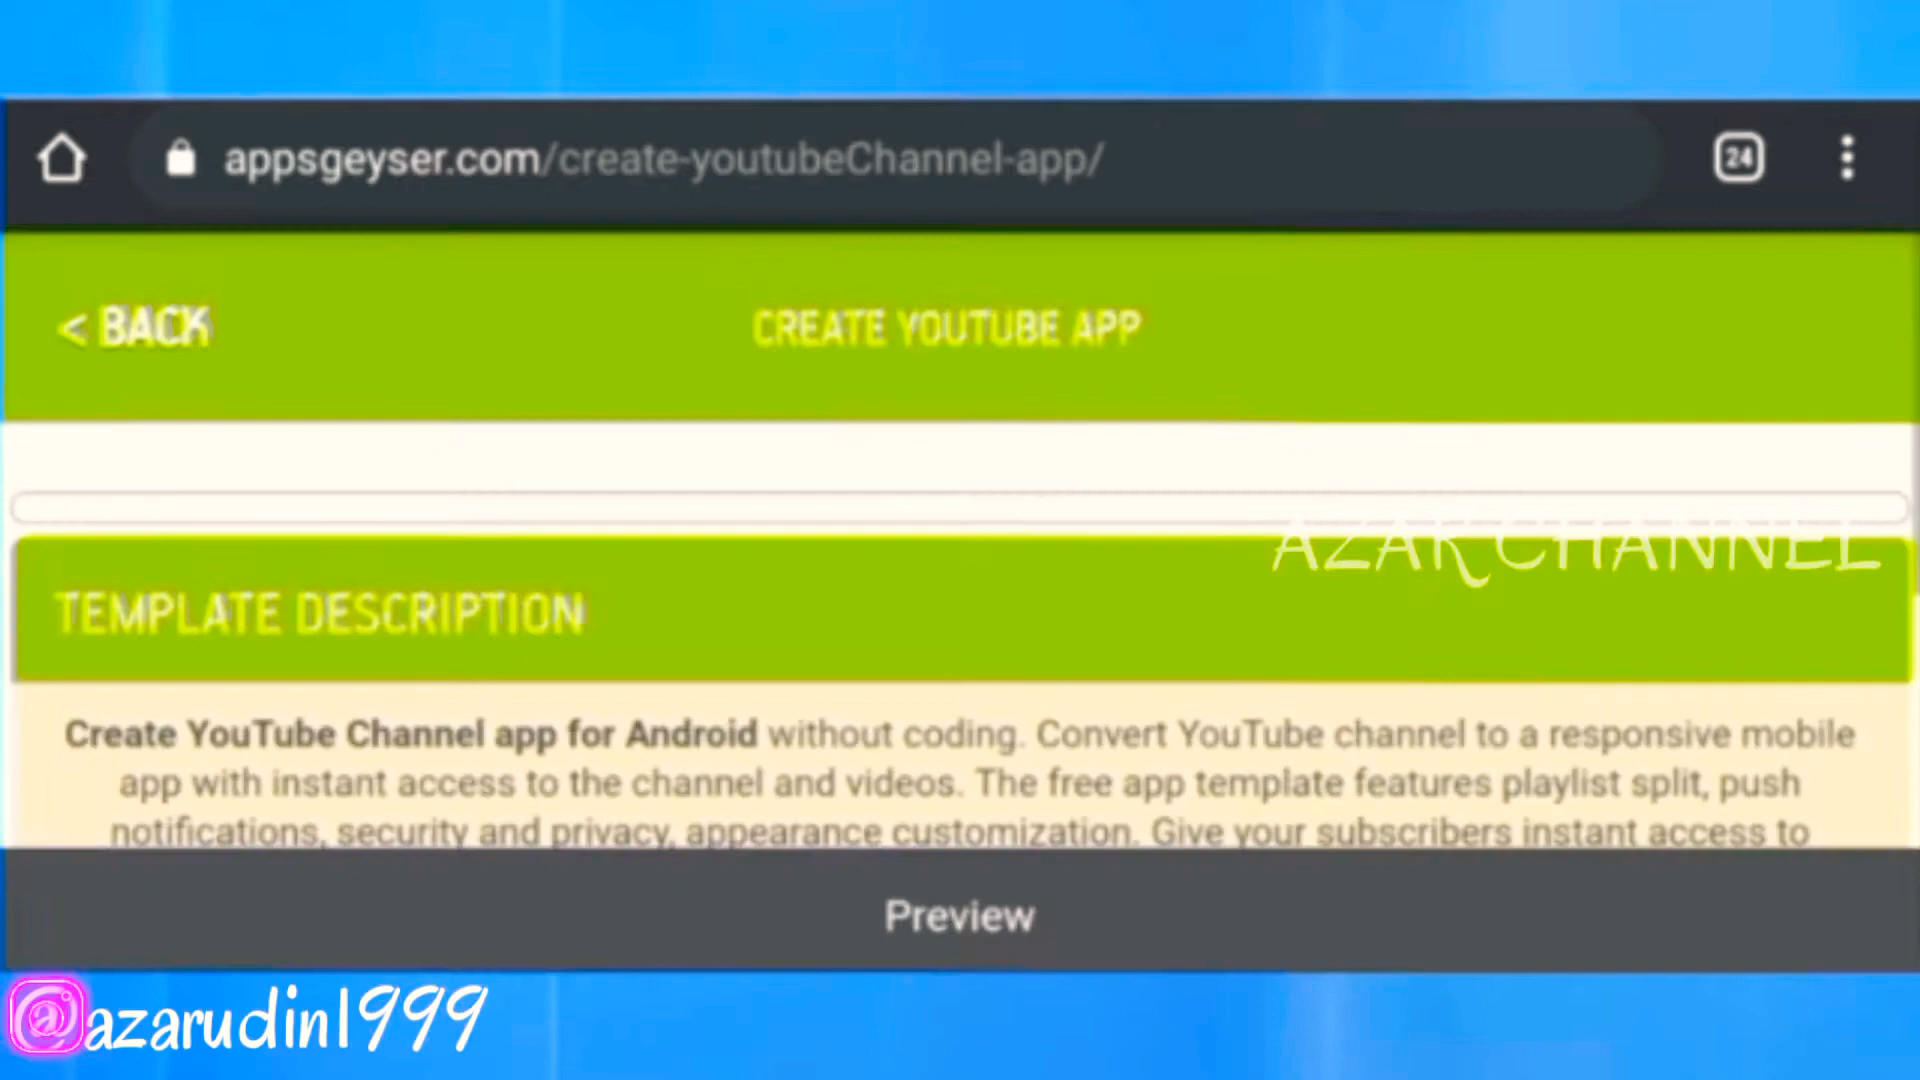 appsgeyser.com/create-youtubeChannel-app/
24
< BACK
CREATE YOUTUBE APP
AZAR CHANNEL
TEMPLATE DESCRIPTION
Create YouTube Channel app for Android without coding. Convert YouTube channel to a responsive mobile
app with instant access to the channel and videos. The free app template features playlist split, push
notifications, security and privacy, appearance customization. Give your subscribers instant access to
Preview
@azarudin1999